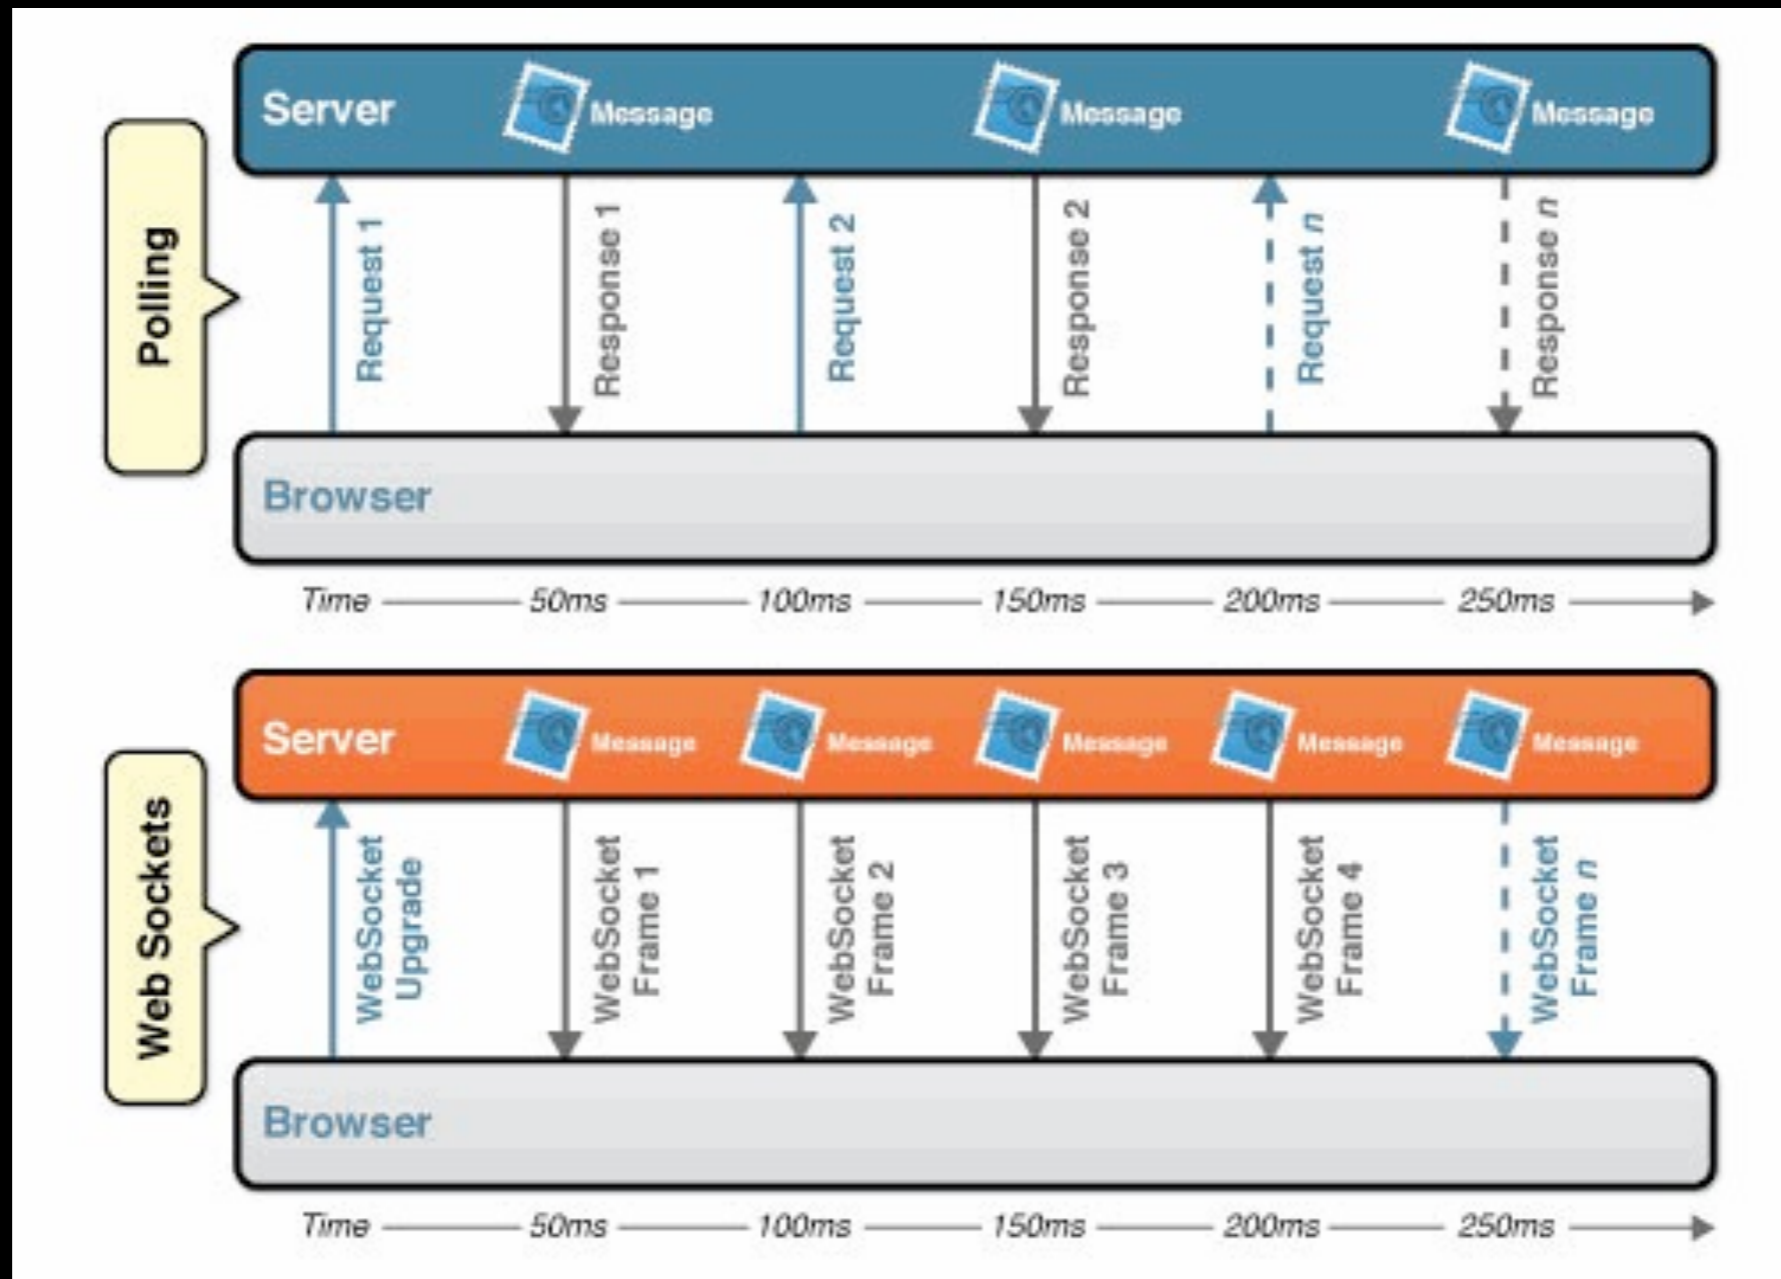 Server
Message
Message
Message
Polling
Request 1
Response 1
Request 2
Response 2
Request n
Response n
Browser
Time 50ms 100ms 150ms 200ms 250ms
Server
Message
Message
Message
Message
Message
Web Sockets
WebSocket
Upgrade
WebSocket
Frame 1
WebSocket
Frame 2
WebSocket
Frame 3
WebSocket
Frame 4
WebSocket
Frame n
Browser
Time 50ms 100ms 150ms 200ms 250ms